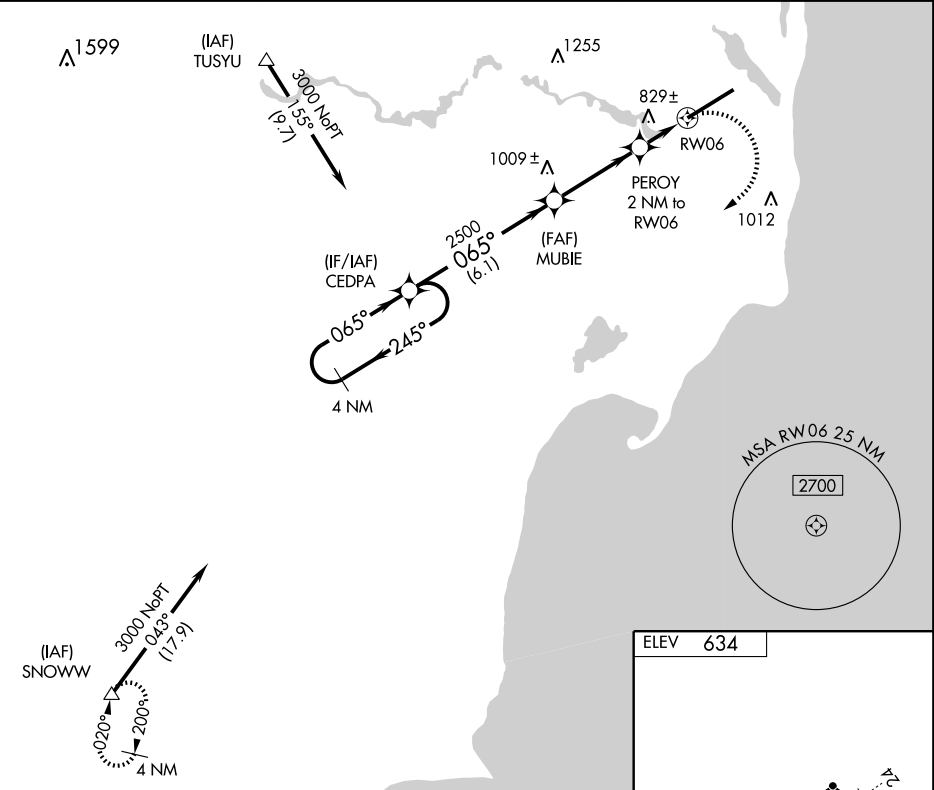 1599
(IAF)
TUSYU
3000 NoPT
155°
(9.7)
1255
829±
RW06
1009±
PEROY
2 NM to
RW06
1012
(FAF)
MUBIE
2500
065°
(6.1)
(IF/IAF)
CEDPA
065°
245°
4 NM
MSA RW06 25 NM
2700
3000 NoPT
043°
(17.9)
(IAF)
SNOWW
020°
200°
4 NM
ELEV 634
24